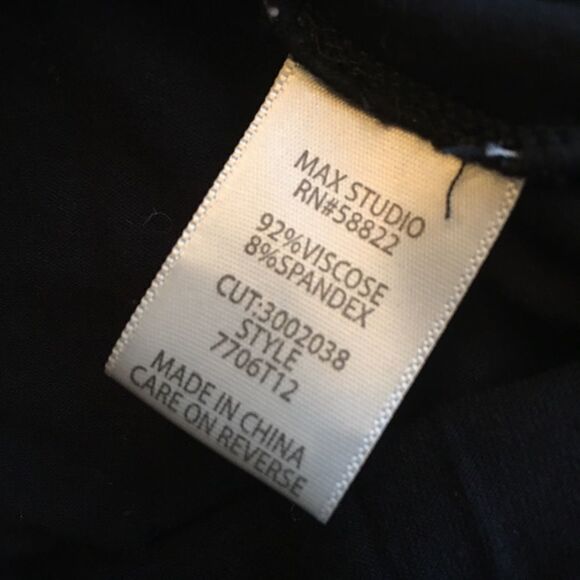 MAX STUDIO
RN#58822
92%VISCOSE
8%SPANDEX
CUT:3002038
STYLE
7706T12
MADE IN CHINA
CARE ON REVERSE